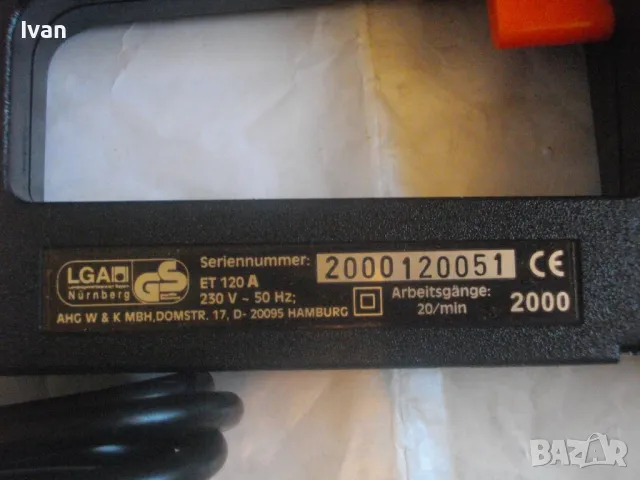 Ivan
LGA
Nürnberg
GS
Seriennummer: 2000120051 CE
ET 120 A
230 V ~ 50 Hz; Arbeitsgänge: 2000
20/min
AHG W & K MBH,DOMSTR. 17, D- 20095 HAMBURG
BAZAR